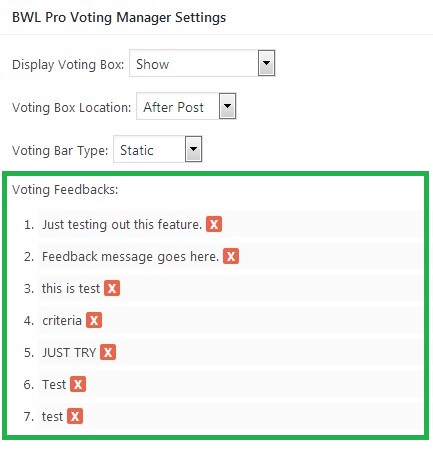 BWL Pro Voting Manager Settings
Display Voting Box: Show
Voting Box Location: After Post
Voting Bar Type: Static
Voting Feedbacks:
1. Just testing out this feature. X
2. Feedback message goes here. X
3. this is test X
4. criteria X
5. JUST TRY X
6. Test X
7. test X